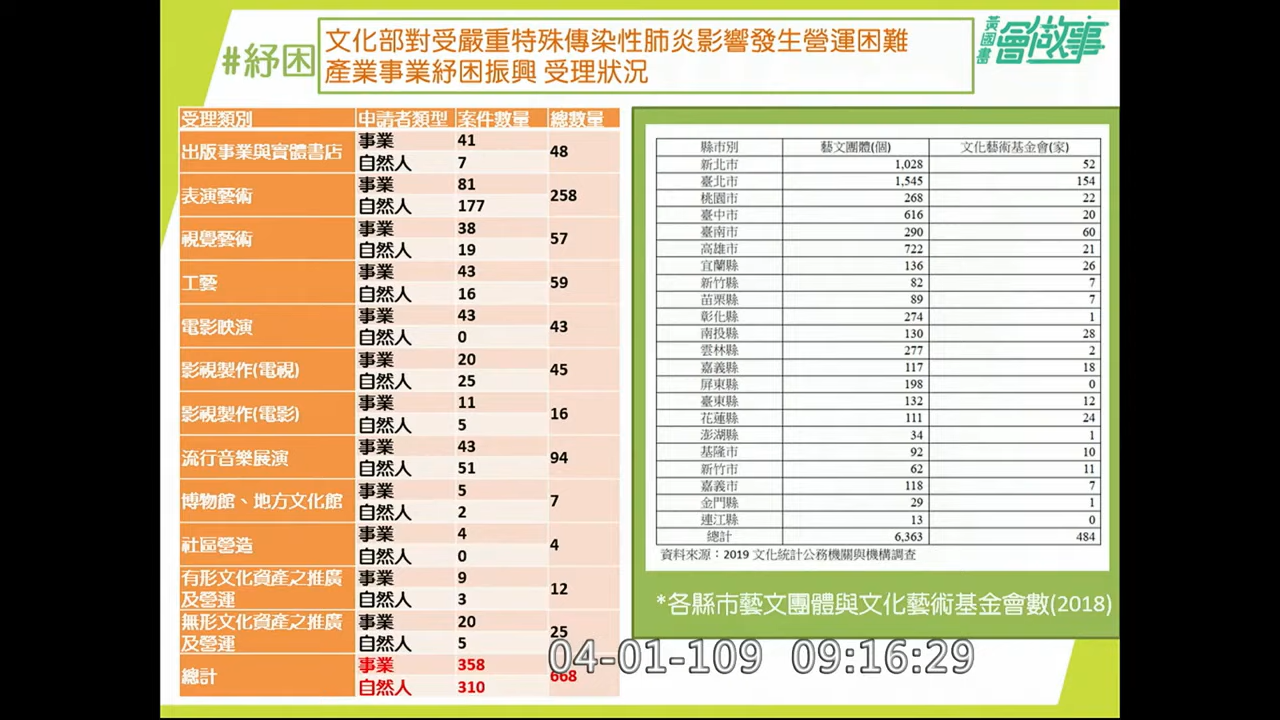 #紓困
文化部對受嚴重特殊傳染性肺炎影響發生營運困難
產業事業紓困振興 受理狀況
黃國書
會做事
受理類別 申請者類型 案件數量 總數量
出版事業與實體書店 事業 41 48
自然人 7
表演藝術 事業 81 258
自然人 177
視覺藝術 事業 38 57
自然人 19
工藝 事業 43 59
自然人 16
電影映演 事業 43 43
自然人 0
影視製作(電視) 事業 20 45
自然人 25
影視製作(電影) 事業 11 16
自然人 5
流行音樂展演 事業 43 94
自然人 51
博物館、地方文化館 事業 5 7
自然人 2
社區營造 事業 4 4
自然人 0
有形文化資產之推廣 事業 9 12
及營運 自然人 3
無形文化資產之推廣 事業 20 25
及營運 自然人 5
總計 事業 358 668
自然人 310
縣市別 藝文團體(個) 文化藝術基金會(家)
新北市 1,028 52
臺北市 1,545 154
桃園市 268 22
臺中市 616 20
臺南市 290 60
高雄市 722 21
宜蘭縣 136 26
新竹縣 82 7
苗栗縣 89 7
彰化縣 274 1
南投縣 130 28
雲林縣 277 2
嘉義縣 117 18
屏東縣 198 0
臺東縣 132 12
花蓮縣 111 24
澎湖縣 34 1
基隆市 92 10
新竹市 62 11
嘉義市 118 7
金門縣 29 1
連江縣 13 0
總計 6,363 484
資料來源：2019 文化統計公務機關與機構調查
*各縣市藝文團體與文化藝術基金會數(2018)
04-01-109 09:16:29